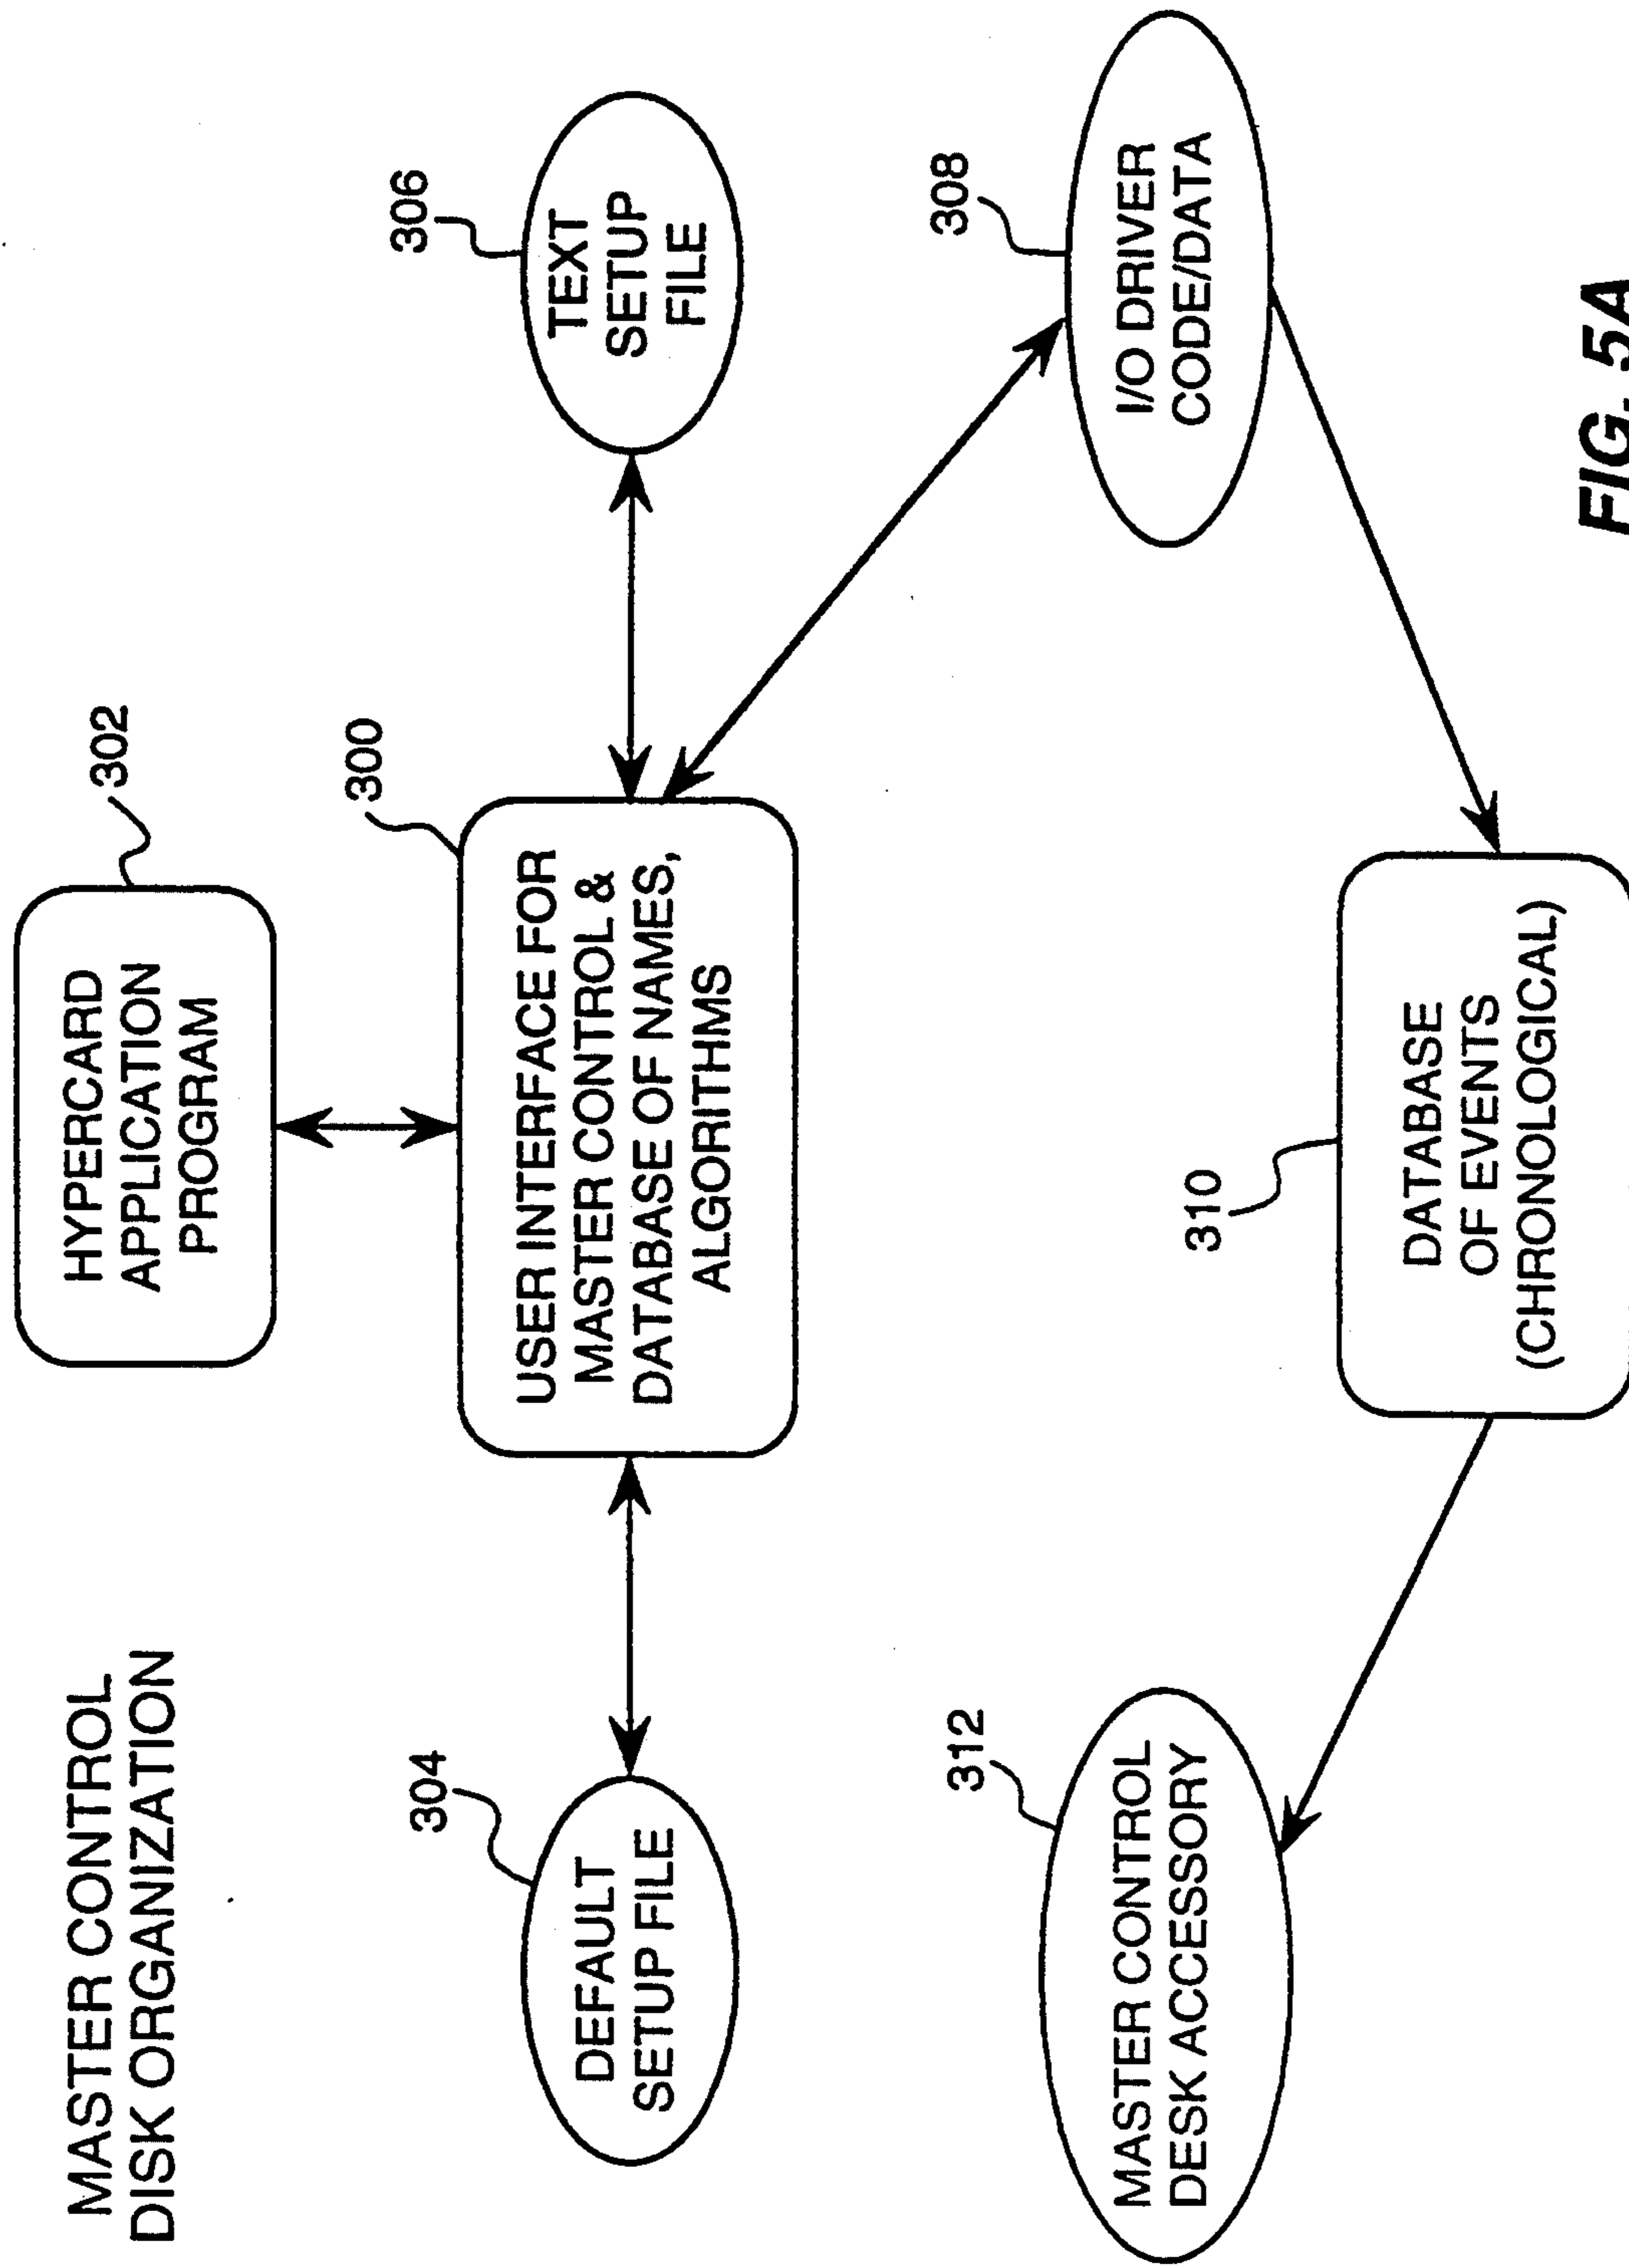 MASTER CONTROL
DISK ORGANIZATION
302
HYPERCARD
APPLICATION
PROGRAM
300
USER INTERFACE FOR
MASTER CONTROL &
DATABASE OF NAMES,
ALGORITHMS
304
DEFAULT
SETUP FILE
306
TEXT
SETUP
FILE
312
MASTER CONTROL
DESK ACCESSORY
310
DATABASE
OF EVENTS
(CHRONOLOGICAL)
308
I/O DRIVER
CODE/DATA
FIG. 5A